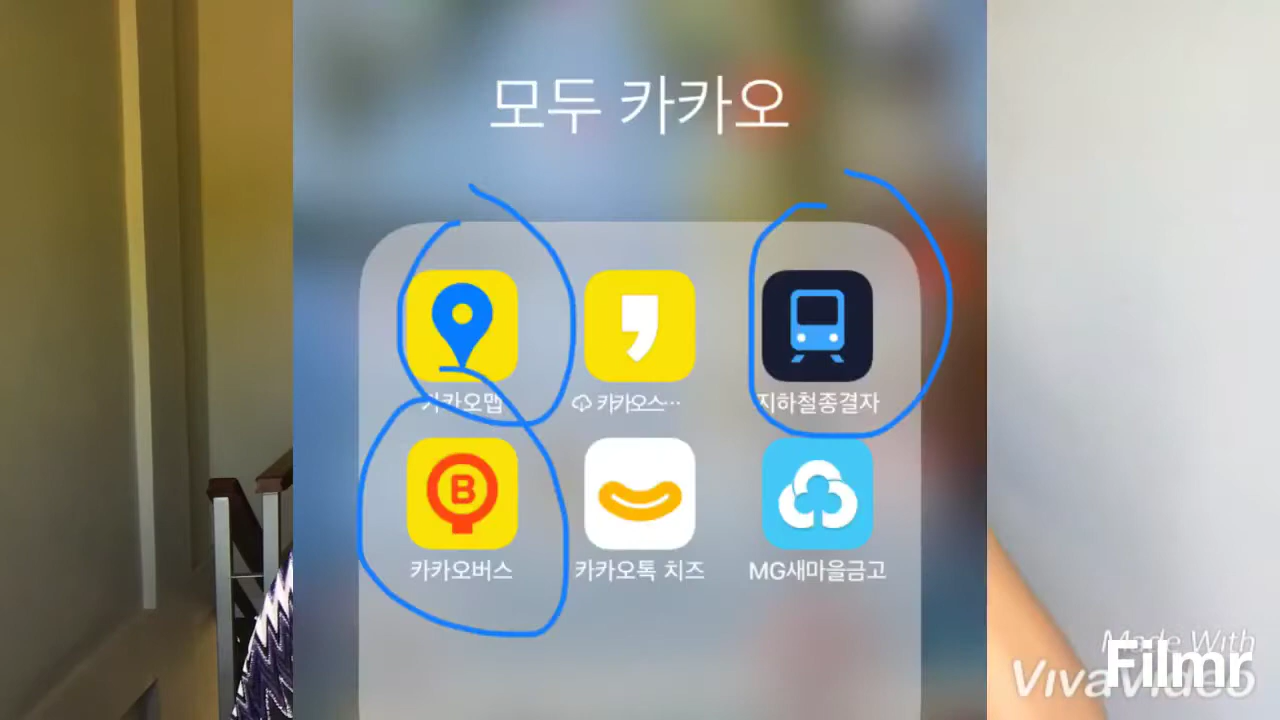 모두 카카오
카카오맵
카카오스…
지하철종결자
B
카카오버스
카카오톡 치즈
MG새마을금고
Made With
VivaVideo
Filmr